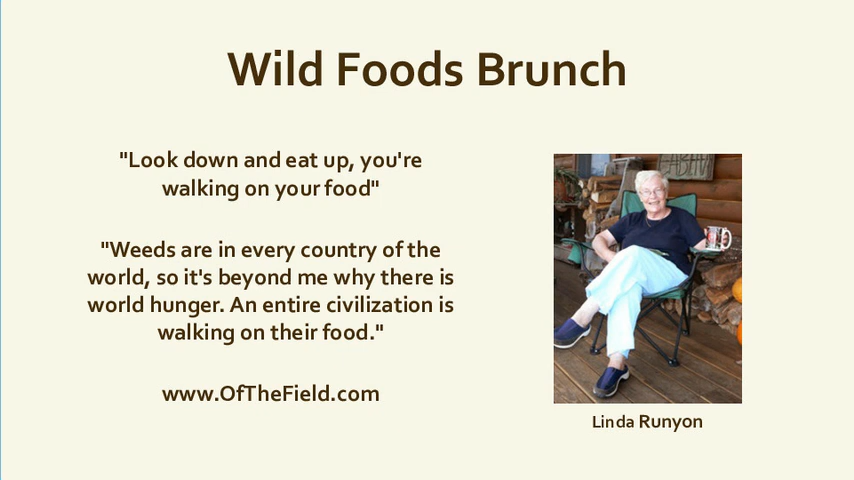 Wild Foods Brunch
"Look down and eat up, you're
walking on your food"
"Weeds are in every country of the
world, so it's beyond me why there is
world hunger. An entire civilization is
walking on their food."
www.OfTheField.com
Linda Runyon